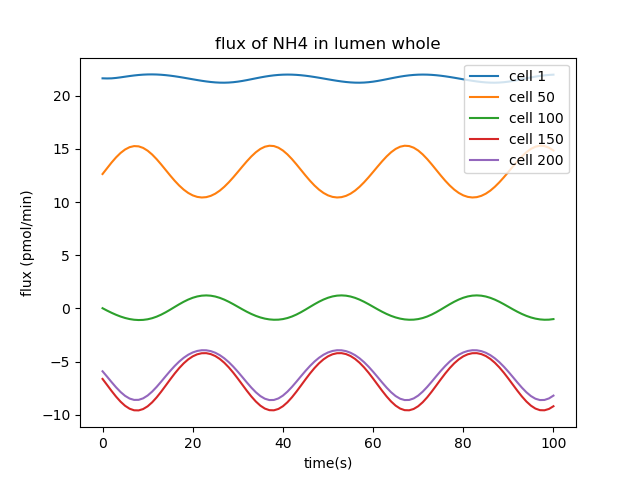 flux of NH4 in lumen whole
cell 1
cell 50
cell 100
cell 150
cell 200
20
15
10
5
0
−5
−10
flux (pmol/min)
0 20 40 60 80 100
time(s)